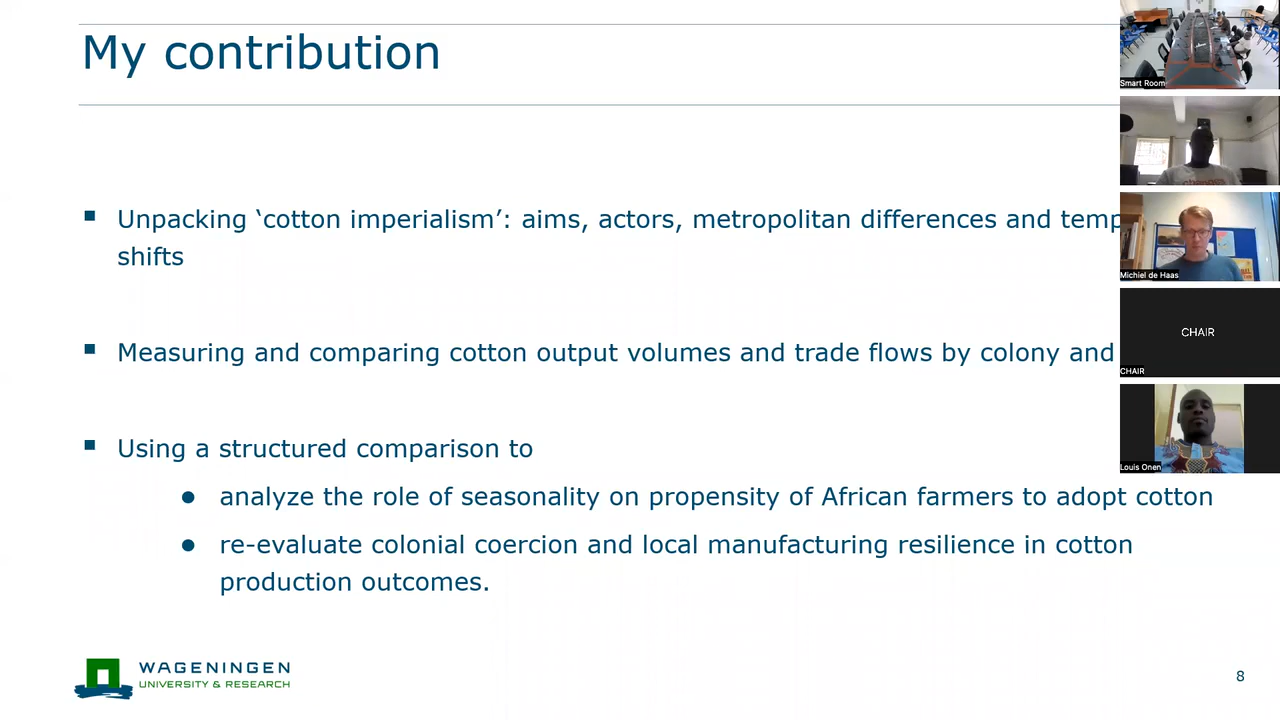 My contribution
Unpacking ‘cotton imperialism’: aims, actors, metropolitan differences and temp
shifts
Measuring and comparing cotton output volumes and trade flows by colony and
Using a structured comparison to
analyze the role of seasonality on propensity of African farmers to adopt cotton
re-evaluate colonial coercion and local manufacturing resilience in cotton
production outcomes.
WAGENINGEN
UNIVERSITY & RESEARCH
8
Smart Room
Michiel de Haas
CHAIR
CHAIR
Louis Onen